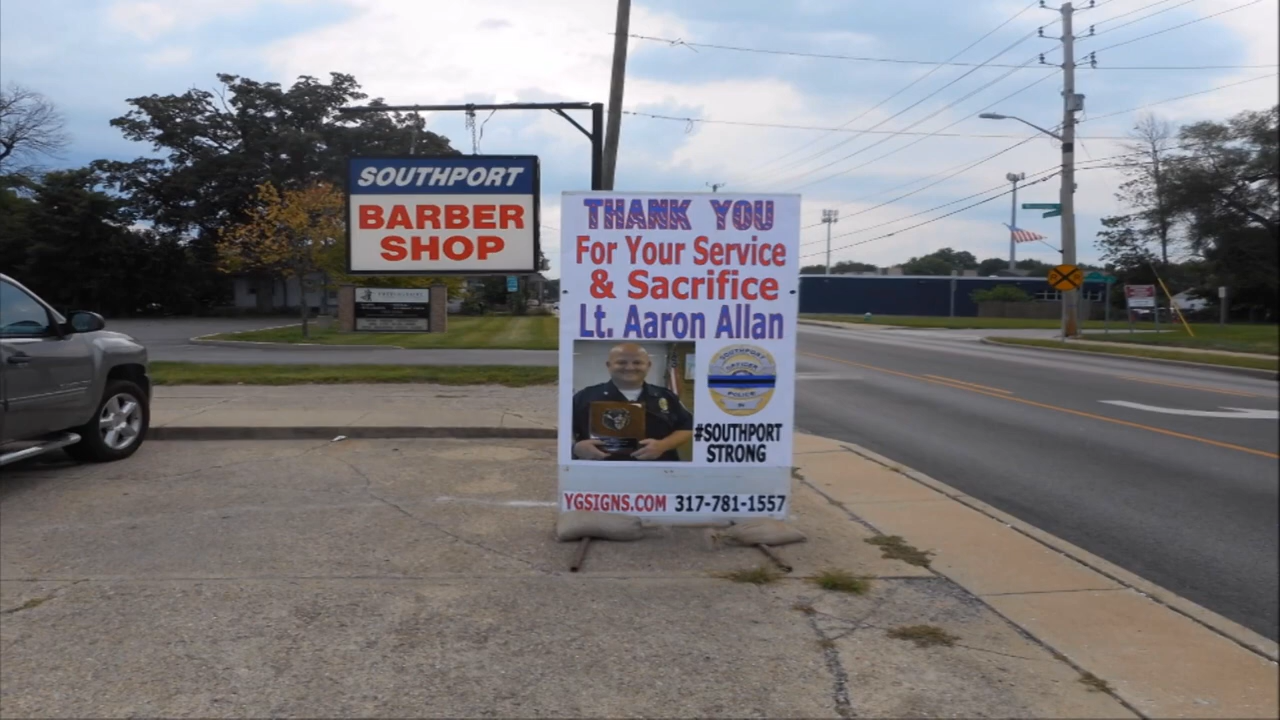 SOUTHPORT
BARBER
SHOP
THANK YOU
For Your Service
& Sacrifice
Lt. Aaron Allan
SOUTHPORT
OFFICER
POLICE
#SOUTHPORT
STRONG
YGSIGNS.COM 317-781-1557